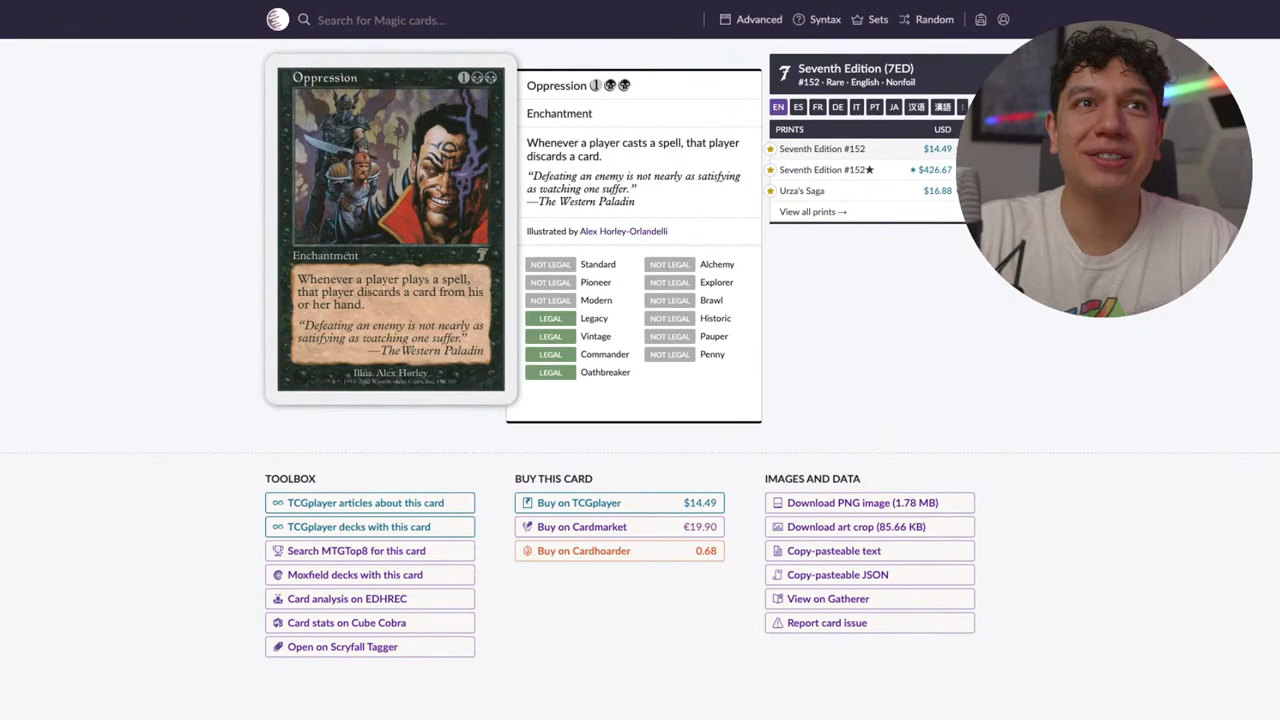 Search for Magic cards...
Advanced
Syntax
Sets
Random
Oppression 1
Enchantment
Whenever a player plays a spell,
that player discards a card from his
or her hand.
“Defeating an enemy is not nearly as
satisfying as watching one suffer.”
—The Western Paladin
Illus. Alex Horley
Oppression 1
Enchantment
Whenever a player casts a spell, that player
discards a card.
“Defeating an enemy is not nearly as satisfying
as watching one suffer.”
—The Western Paladin
Illustrated by Alex Horley-Orlandelli
NOT LEGAL Standard NOT LEGAL Alchemy
NOT LEGAL Pioneer NOT LEGAL Explorer
NOT LEGAL Modern NOT LEGAL Brawl
LEGAL Legacy NOT LEGAL Historic
LEGAL Vintage NOT LEGAL Pauper
LEGAL Commander NOT LEGAL Penny
LEGAL Oathbreaker
7 Seventh Edition (7ED)
#152 · Rare · English · Nonfoil
EN ES FR DE IT PT JA 汉语 漢語
PRINTS USD
Seventh Edition #152 $14.49
Seventh Edition #152★ ✶ $426.67
Urza's Saga $16.88
View all prints →
TOOLBOX
TCGplayer articles about this card
TCGplayer decks with this card
Search MTGTop8 for this card
Moxfield decks with this card
Card analysis on EDHREC
Card stats on Cube Cobra
Open on Scryfall Tagger
BUY THIS CARD
Buy on TCGplayer $14.49
Buy on Cardmarket €19.90
Buy on Cardhoarder 0.68
IMAGES AND DATA
Download PNG image (1.78 MB)
Download art crop (85.66 KB)
Copy-pasteable text
Copy-pasteable JSON
View on Gatherer
Report card issue